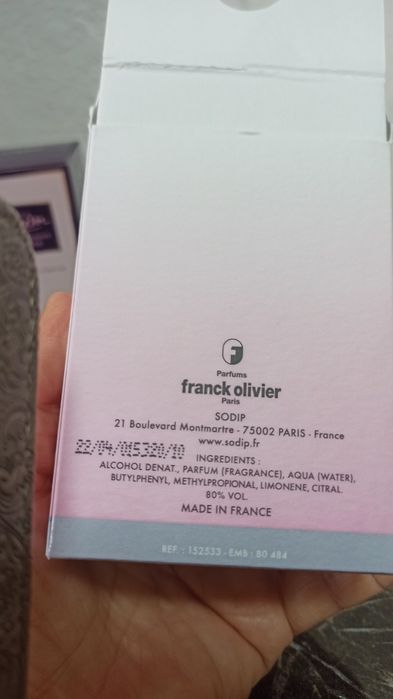 Parfums
franck olivier
Paris
SODIP
21 Boulevard Montmartre - 75002 PARIS - France
www.sodip.fr
INGREDIENTS :
ALCOHOL DENAT., PARFUM (FRAGRANCE), AQUA (WATER),
BUTYLPHENYL, METHYLPROPIONAL, LIMONENE, CITRAL.
80% VOL.
MADE IN FRANCE
REF. : 152533 - EMB : 80 484